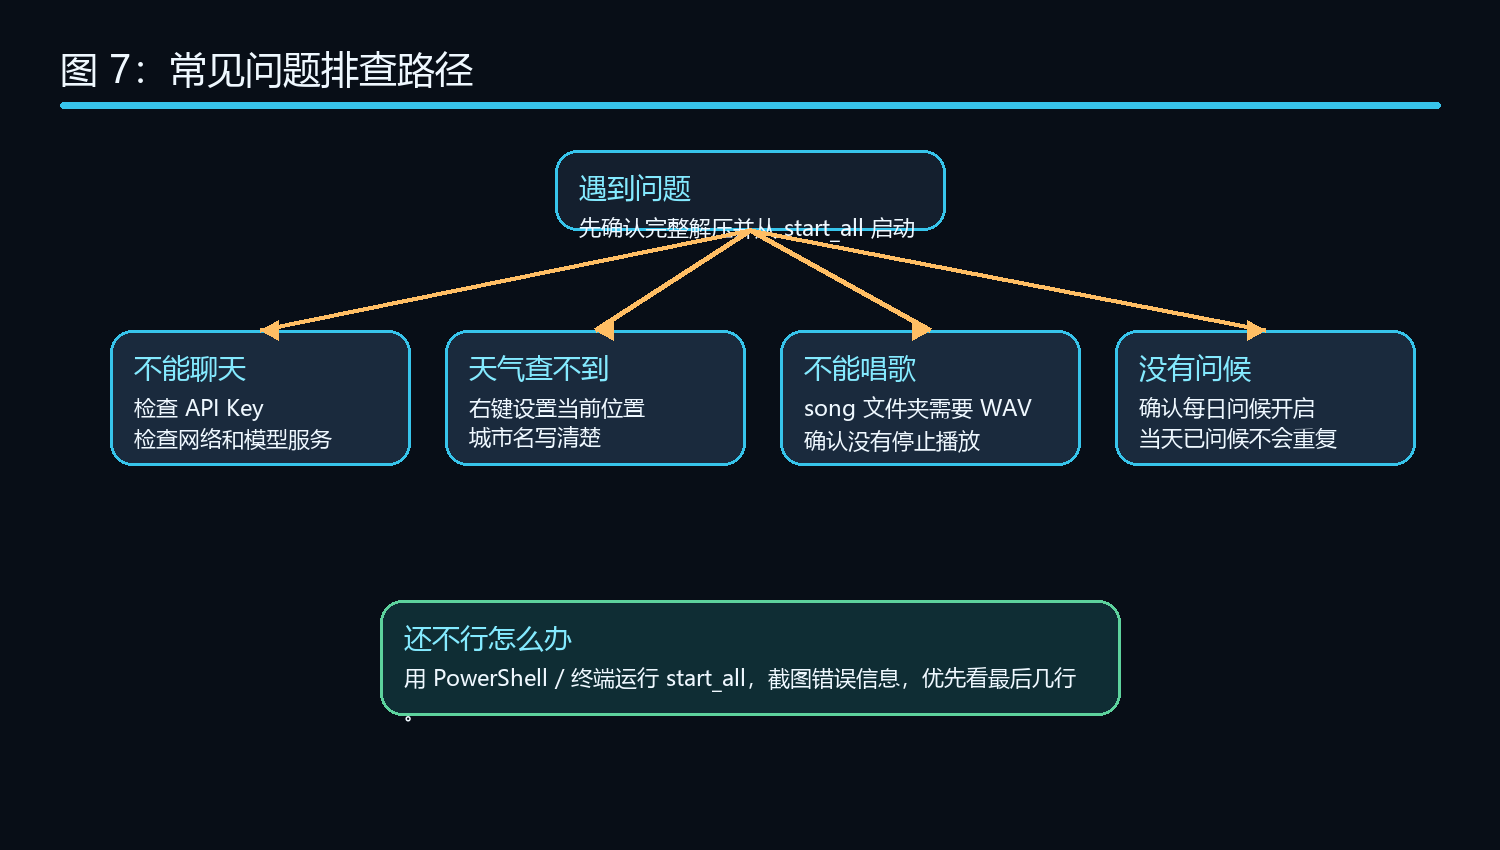 图 7：常见问题排查路径
遇到问题
先确认完整解压并从 start_all 启动
不能聊天
检查 API Key
检查网络和模型服务
天气查不到
右键设置当前位置
城市名写清楚
不能唱歌
song 文件夹需要 WAV
确认没有停止播放
没有问候
确认每日问候开启
当天已问候不会重复
还不行怎么办
用 PowerShell / 终端运行 start_all，截图错误信息，优先看最后几行
。